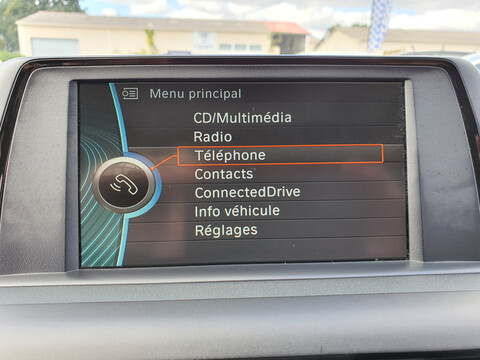 Menu principal
CD/Multimédia
Radio
Téléphone
Contacts
ConnectedDrive
Info véhicule
Réglages